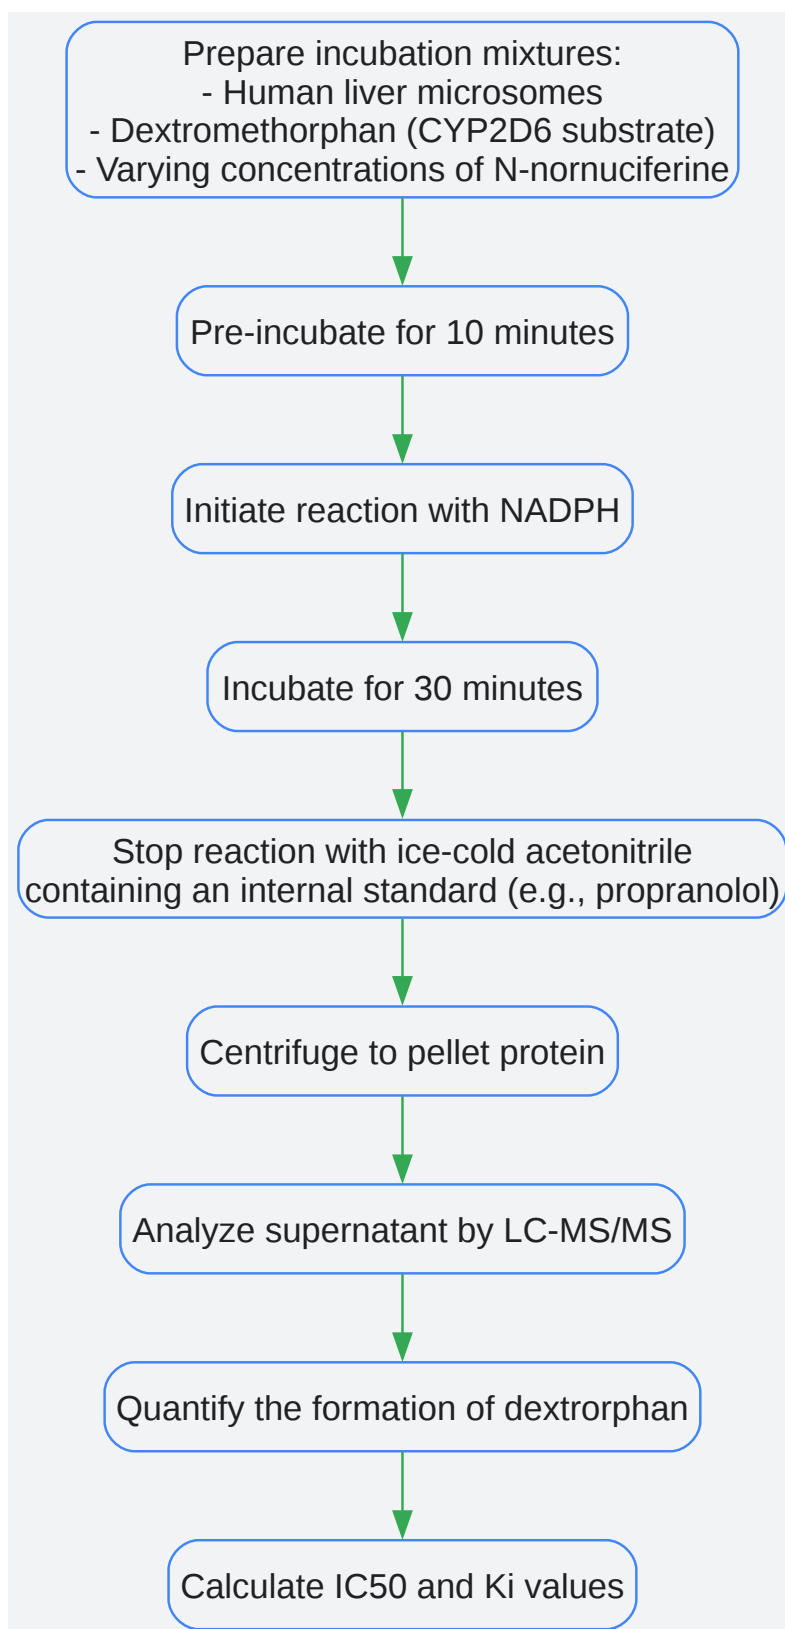 Prepare incubation mixtures:
- Human liver microsomes
- Dextromethorphan (CYP2D6 substrate)
- Varying concentrations of N-nornuciferine
Pre-incubate for 10 minutes
Initiate reaction with NADPH
Incubate for 30 minutes
Stop reaction with ice-cold acetonitrile
containing an internal standard (e.g., propranolol)
Centrifuge to pellet protein
Analyze supernatant by LC-MS/MS
Quantify the formation of dextrorphan
Calculate IC50 and Ki values